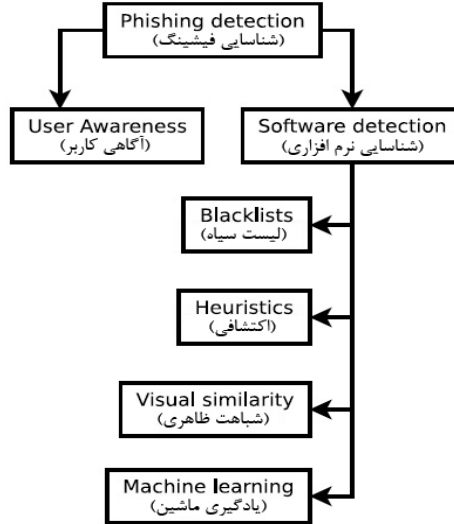 Phishing detection
(شناسایی فیشینگ)
User Awareness
(آگاهی کاربر)
Software detection
(شناسایی نرم افزاری)
Blacklists
(لیست سیاه)
Heuristics
(اکتشافی)
Visual similarity
(شباهت ظاهری)
Machine learning
(یادگیری ماشین)